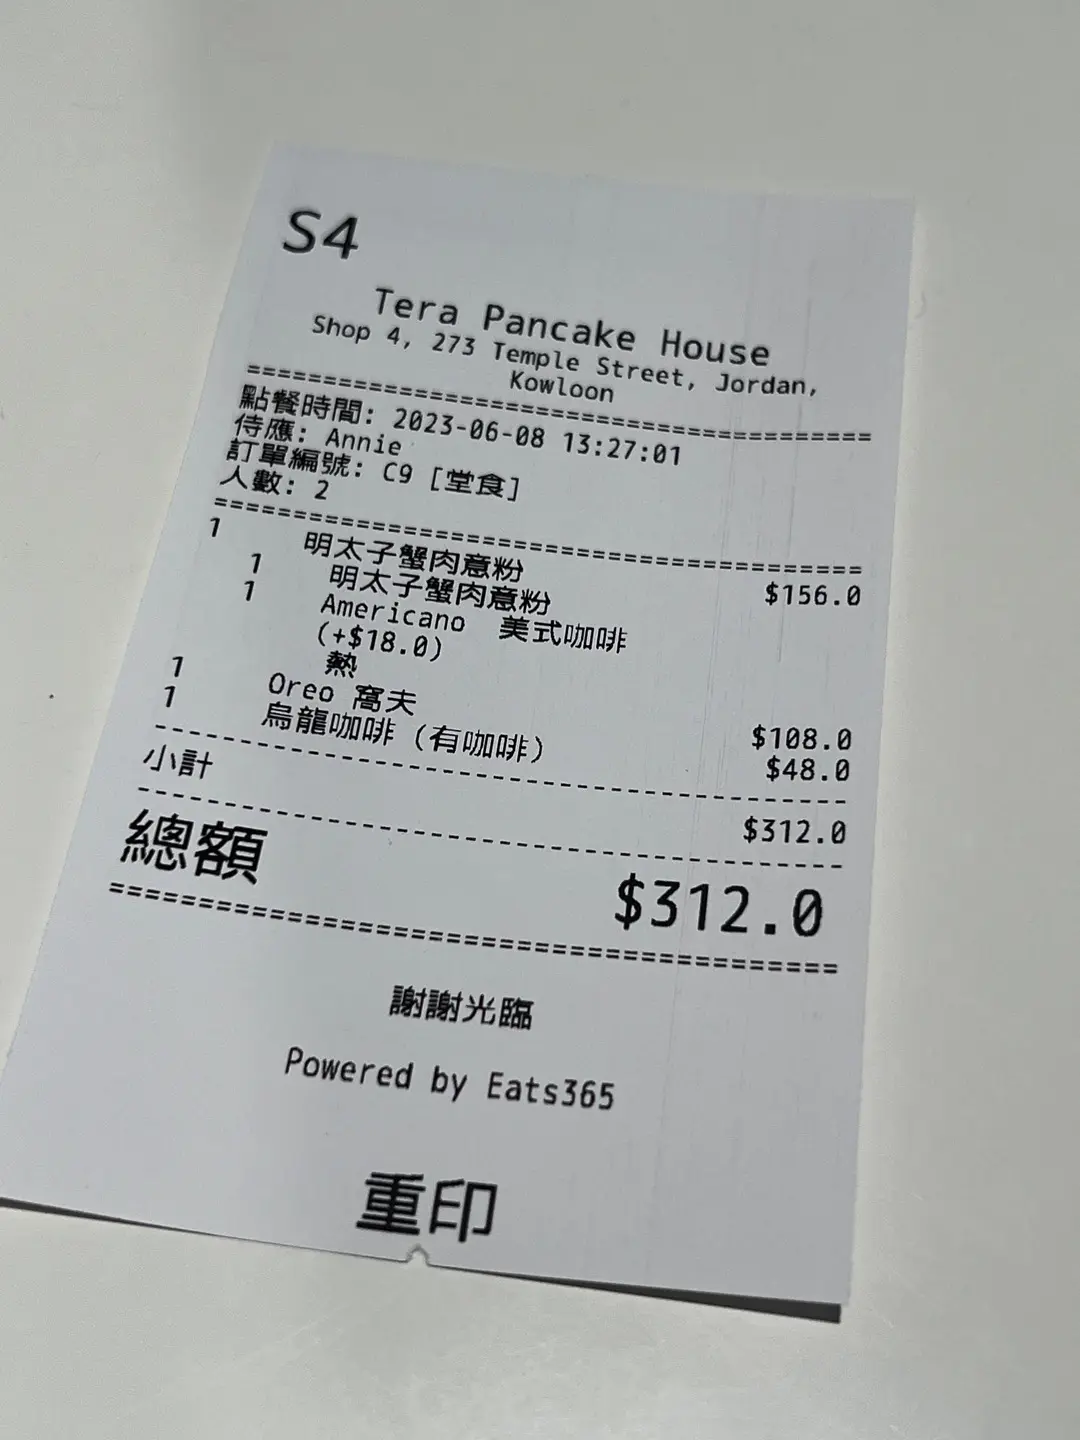 S4
Tera Pancake House
Shop 4, 273 Temple Street, Jordan,
Kowloon
========================================
點餐時間: 2023-06-08 13:27:01
侍應: Annie
訂單編號: C9 [堂食]
人數: 2
========================================
1 明太子蟹肉意粉 $156.0
1 明太子蟹肉意粉
1 Americano 美式咖啡
(+$18.0)
熱
1 Oreo 窩夫 $108.0
1 烏龍咖啡 (有咖啡) $48.0
----------------------------------------
小計 $312.0
----------------------------------------
總額 $312.0
========================================
謝謝光臨
Powered by Eats365
重印